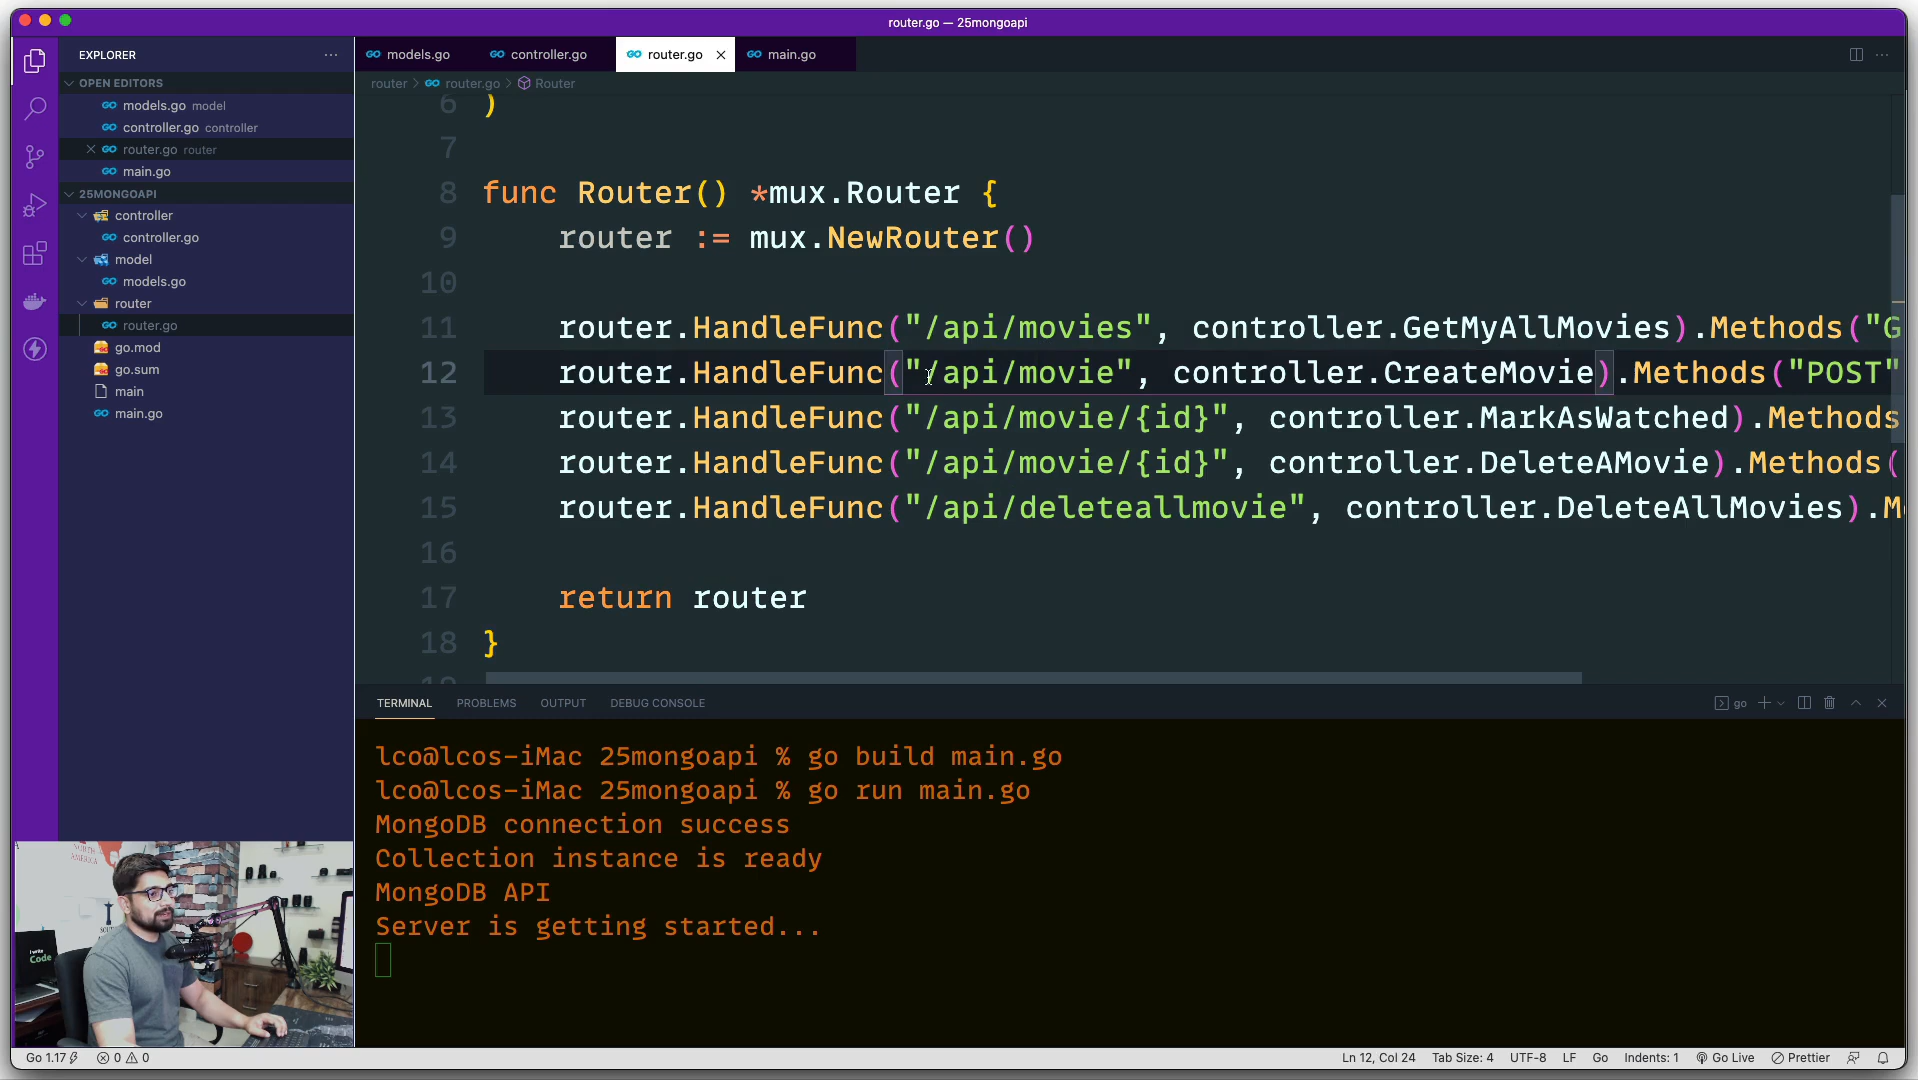 router.go — 25mongoapi
EXPLORER
models.go
controller.go
router.go
main.go
OPEN EDITORS
router > router.go > Router
models.go model
controller.go controller
router.go router
main.go
25MONGOAPI
controller
controller.go
model
models.go
router
router.go
go.mod
go.sum
main
main.go
6 )
7
8 func Router() *mux.Router {
9 router := mux.NewRouter()
10
11 router.HandleFunc("/api/movies", controller.GetMyAllMovies).Methods("G
12 router.HandleFunc("/api/movie", controller.CreateMovie).Methods("POST"
13 router.HandleFunc("/api/movie/{id}", controller.MarkAsWatched).Methods
14 router.HandleFunc("/api/movie/{id}", controller.DeleteAMovie).Methods(
15 router.HandleFunc("/api/deleteallmovie", controller.DeleteAllMovies).M
16
17 return router
18 }
TERMINAL PROBLEMS OUTPUT DEBUG CONSOLE
go
lco@lcos-iMac 25mongoapi % go build main.go
lco@lcos-iMac 25mongoapi % go run main.go
MongoDB connection success
Collection instance is ready
MongoDB API
Server is getting started...
NORTH
AMERICA
Code
Go 1.17 0 0
Ln 12, Col 24 Tab Size: 4 UTF-8 LF Go Indents: 1 Go Live Prettier